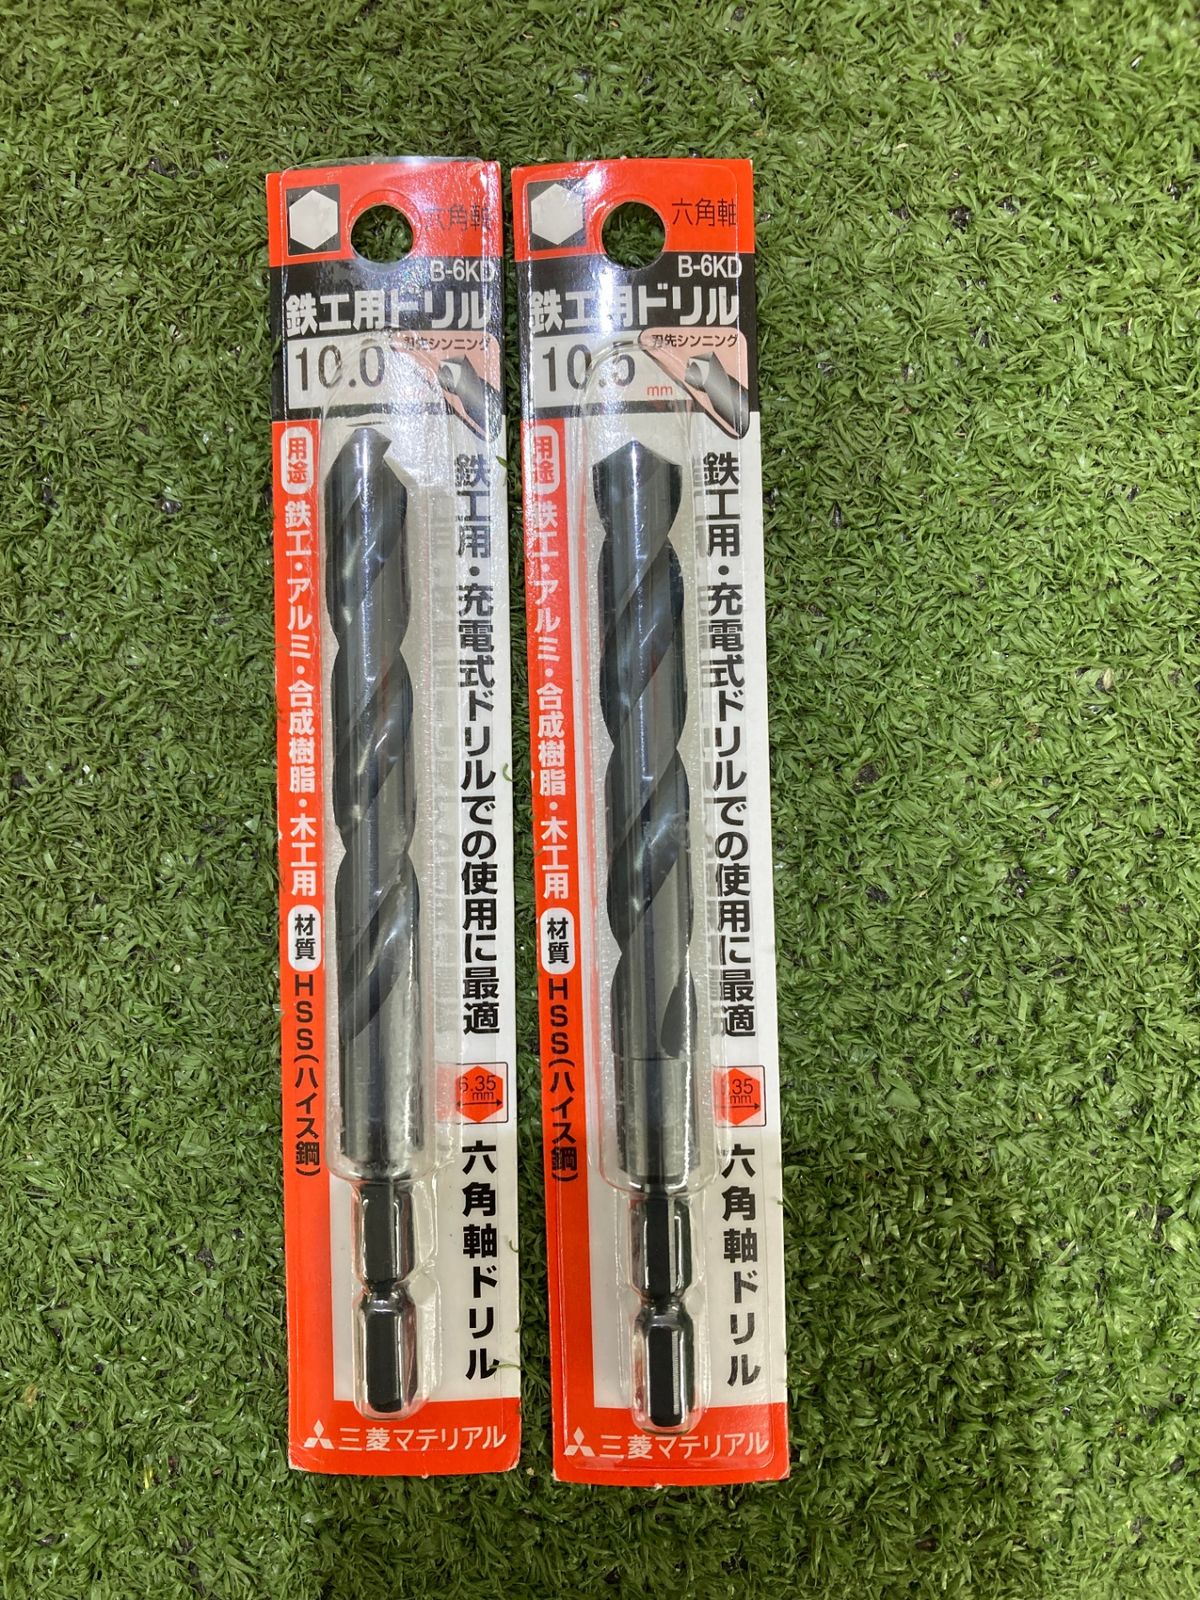 六角軸
B-6KD
鉄工用ドリル
10.0
刃先シンニング
用途
鉄工・アルミ・合成樹脂・木工用
材質
HSS(ハイス鋼)
鉄工用・充電式ドリルでの使用に最適
6.35
mm
六角軸ドリル
三菱マテリアル
六角軸
B-6KD
鉄工用ドリル
10.5
mm
刃先シンニング
用途
鉄工・アルミ・合成樹脂・木工用
材質
HSS(ハイス鋼)
鉄工用・充電式ドリルでの使用に最適
.35
mm
六角軸ドリル
三菱マテリアル